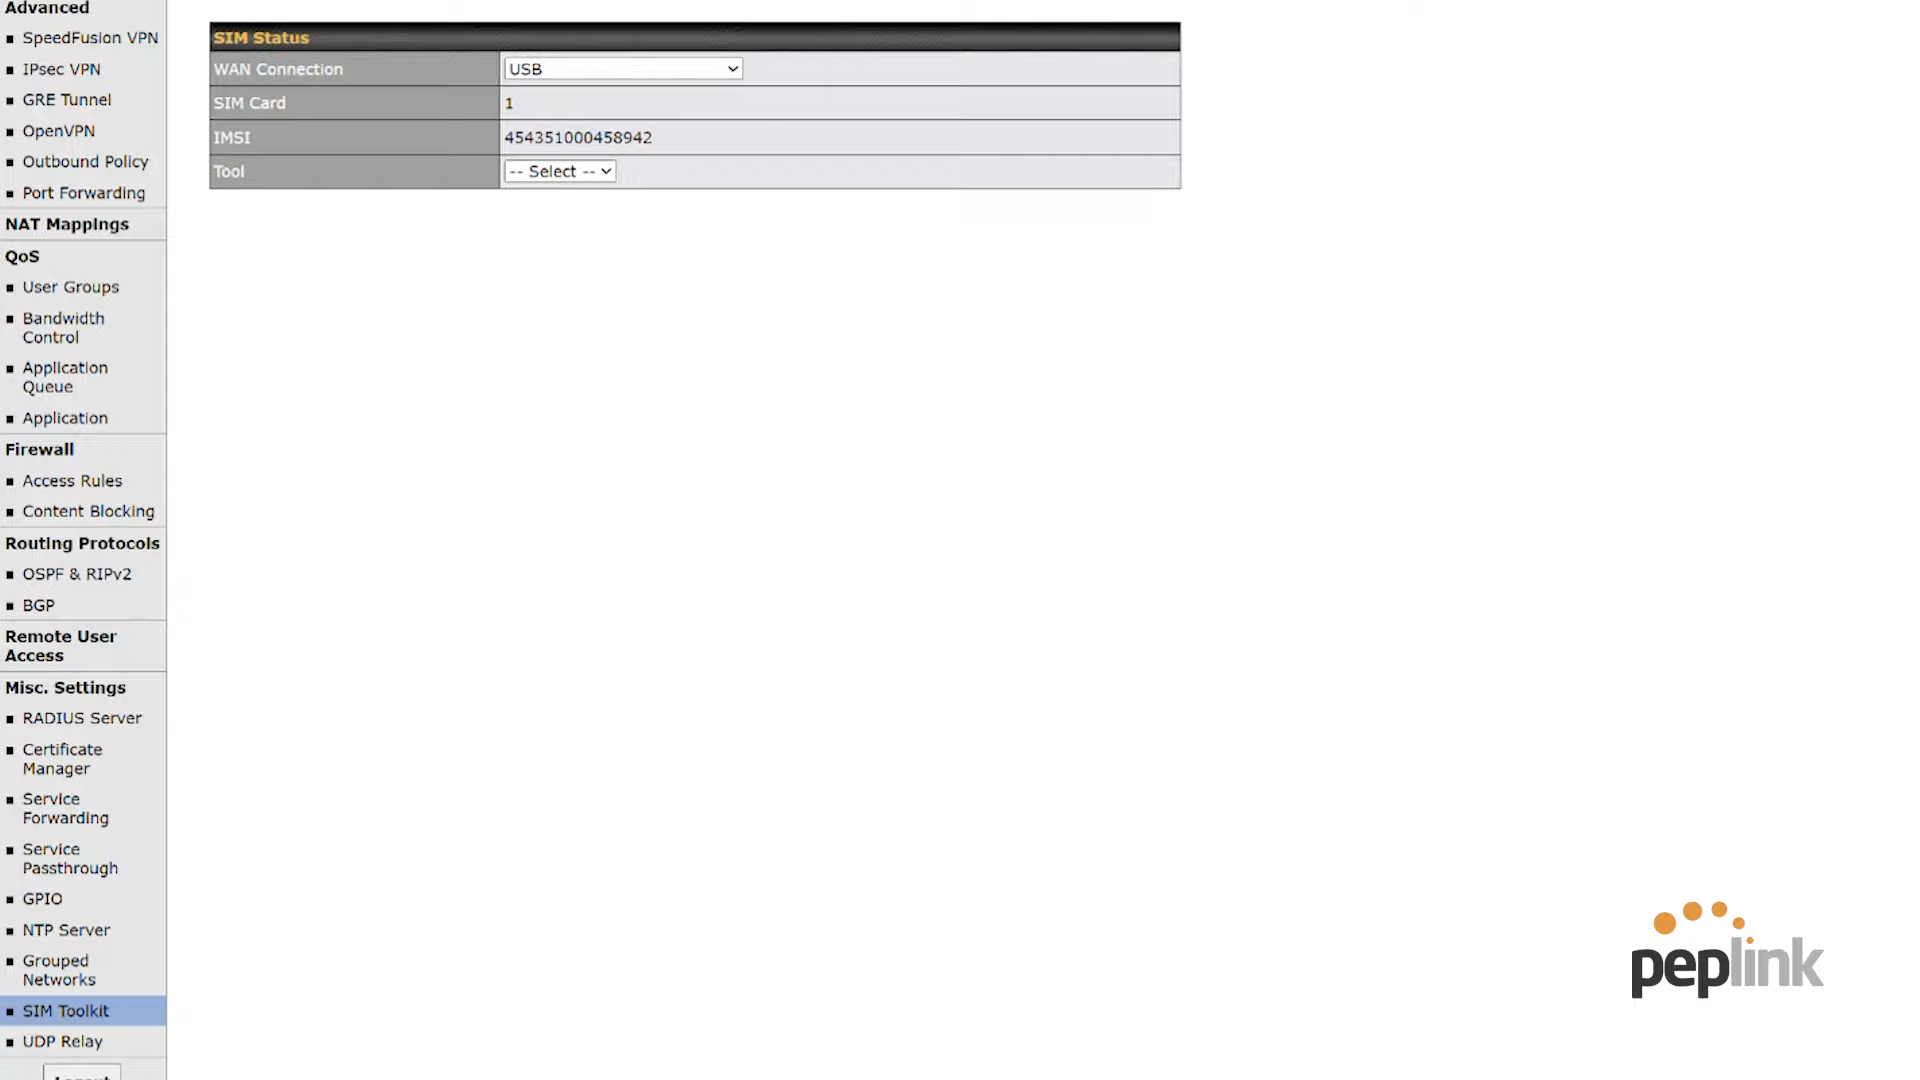 Advanced
SpeedFusion VPN
IPsec VPN
GRE Tunnel
OpenVPN
Outbound Policy
Port Forwarding
NAT Mappings
QoS
User Groups
Bandwidth
Control
Application
Queue
Application
Firewall
Access Rules
Content Blocking
Routing Protocols
OSPF & RIPv2
BGP
Remote User
Access
Misc. Settings
RADIUS Server
Certificate
Manager
Service
Forwarding
Service
Passthrough
GPIO
NTP Server
Grouped
Networks
SIM Toolkit
UDP Relay
Logout
SIM Status
WAN Connection USB
SIM Card 1
IMSI 454351000458942
Tool -- Select --
peplink